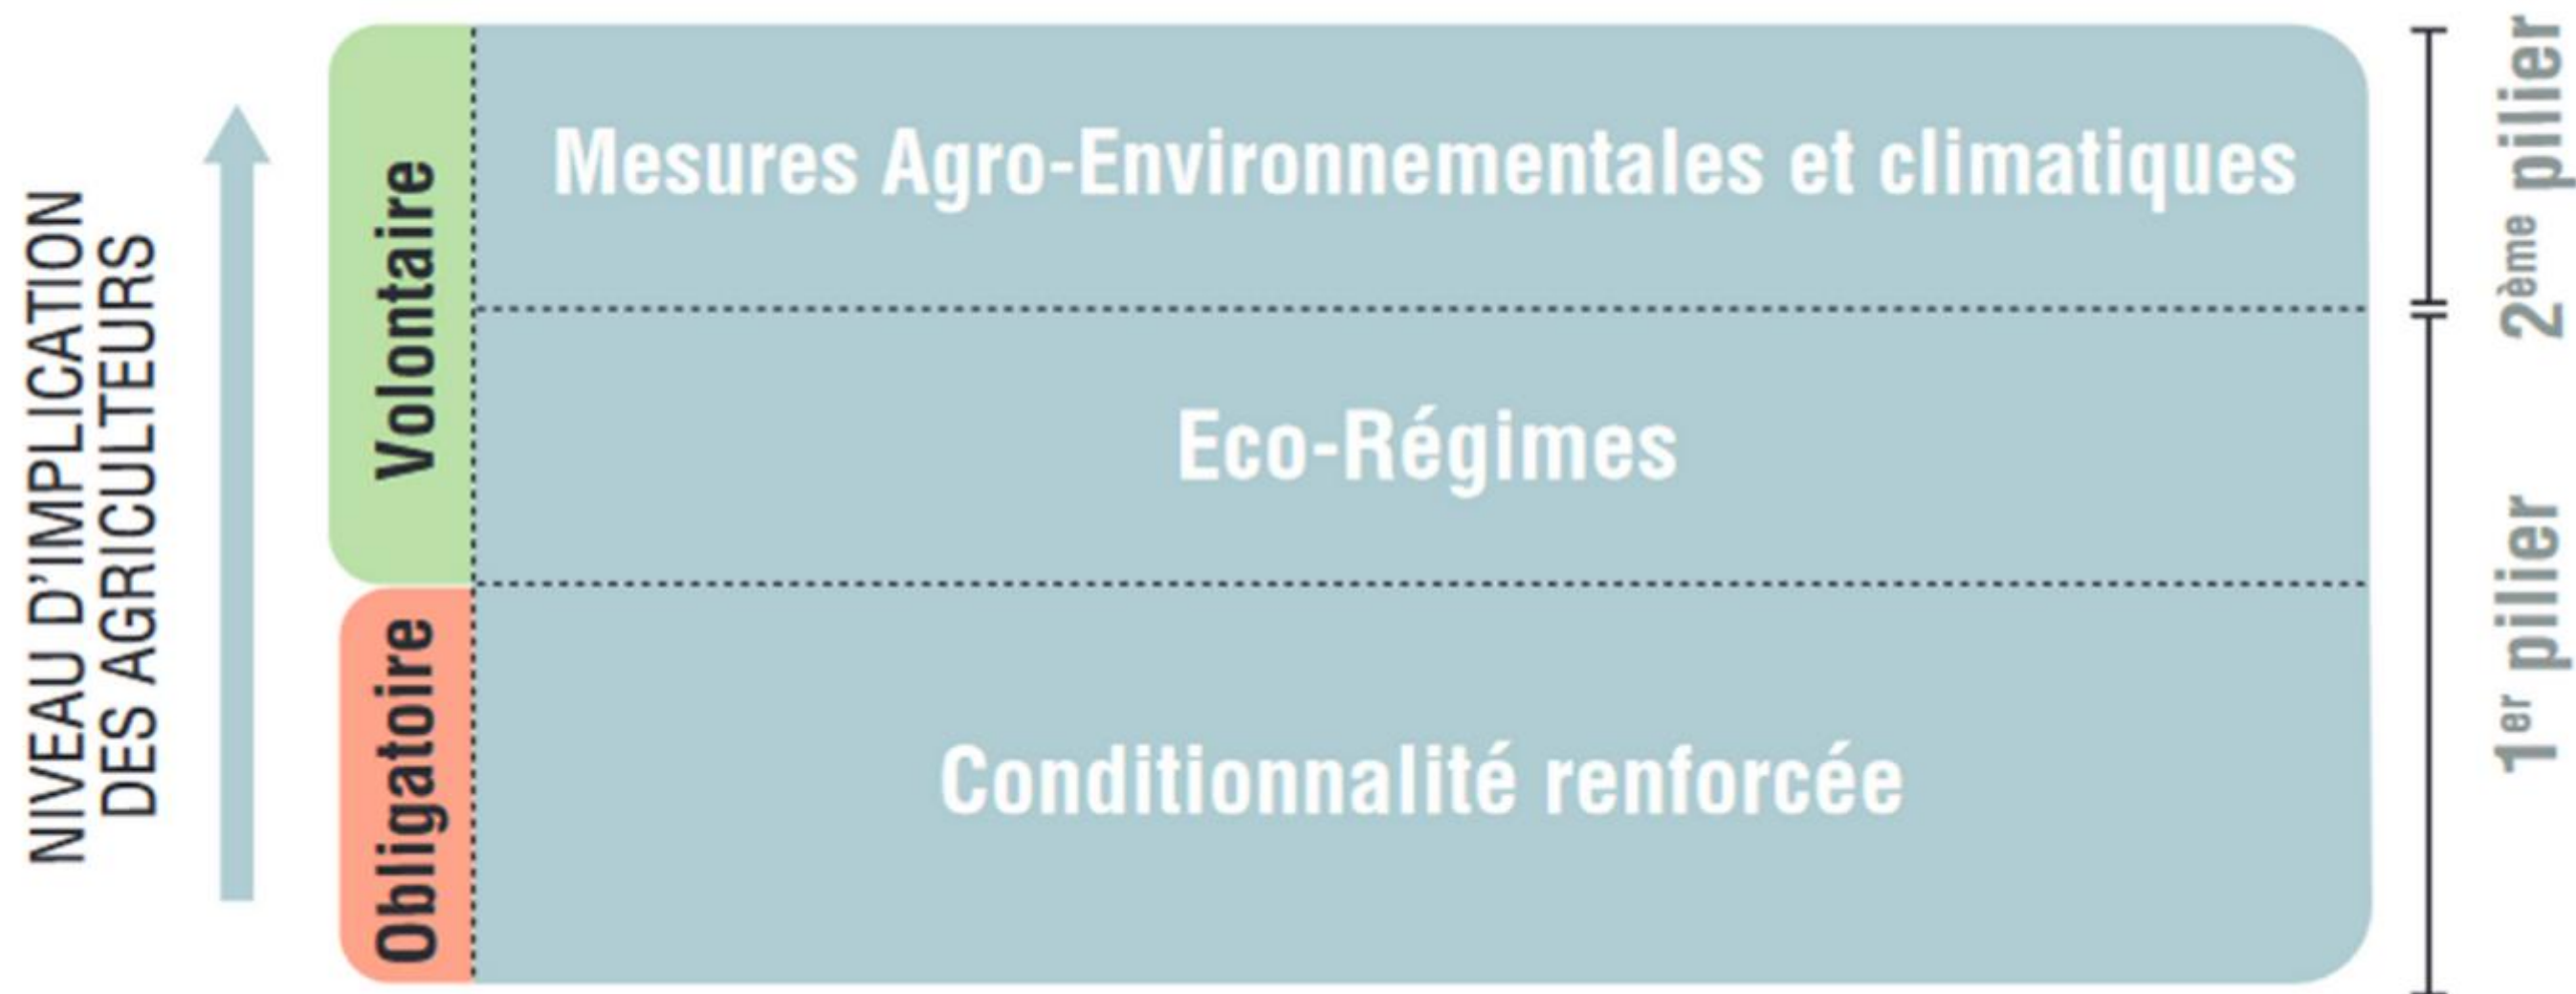 NIVEAU D'IMPLICATION
DES AGRICULTEURS
Volontaire
Obligatoire
Mesures Agro-Environnementales et climatiques
Eco-Régimes
Conditionnalité renforcée
2ème pilier
1er pilier